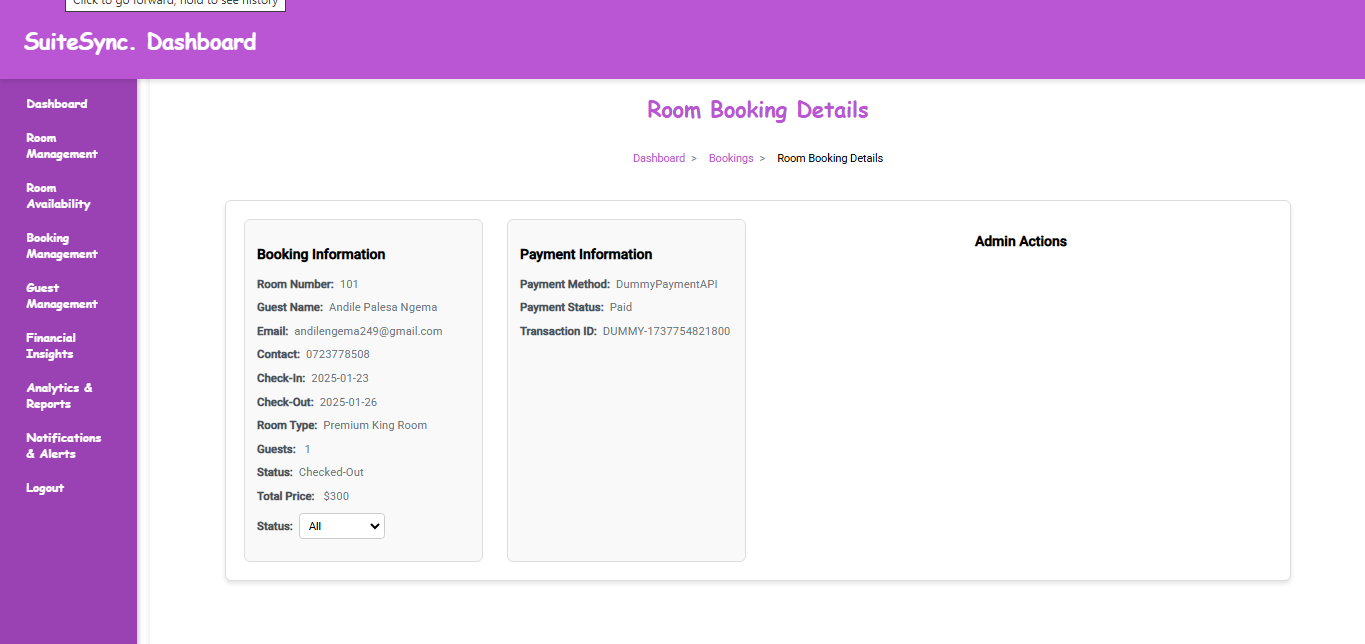 Click to go forward, hold to see history
SuiteSync. Dashboard
Dashboard
Room
Management
Room
Availability
Booking
Management
Guest
Management
Financial
Insights
Analytics &
Reports
Notifications
& Alerts
Logout
Room Booking Details
Dashboard > Bookings > Room Booking Details
Booking Information
Room Number: 101
Guest Name: Andile Palesa Ngema
Email: andilengema249@gmail.com
Contact: 0723778508
Check-In: 2025-01-23
Check-Out: 2025-01-26
Room Type: Premium King Room
Guests: 1
Status: Checked-Out
Total Price: $300
Status: All
Payment Information
Payment Method: DummyPaymentAPI
Payment Status: Paid
Transaction ID: DUMMY-1737754821800
Admin Actions